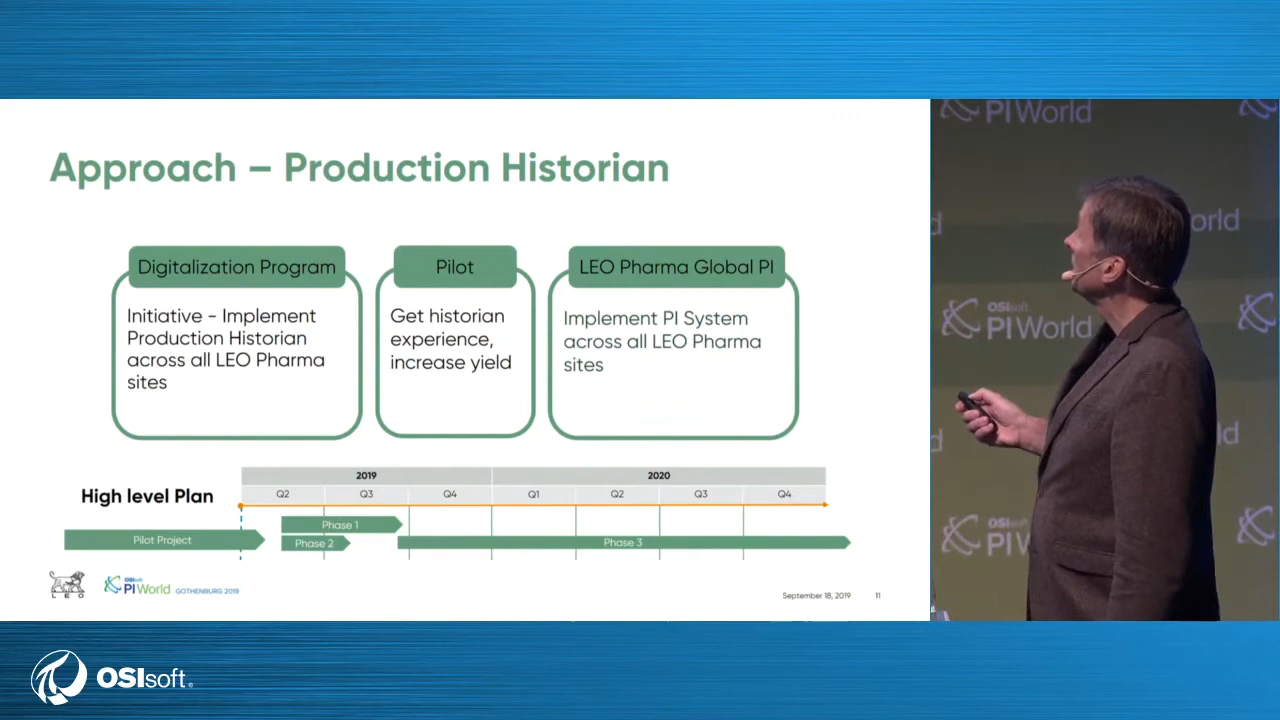 Approach – Production Historian
Digitalization Program
Initiative - Implement
Production Historian
across all LEO Pharma
sites
Pilot
Get historian
experience,
increase yield
LEO Pharma Global PI
Implement PI System
across all LEO Pharma
sites
High level Plan
2019
2020
Q2
Q3
Q4
Q1
Q2
Q3
Q4
Phase 1
Pilot Project
Phase 2
Phase 3
LEO
OSIsoft.
PI World GOTHENBURG 2019
September 18, 2019
11
PI World
orld
OSIsoft
PI World
OSIsoft
PI
OSIsoft.